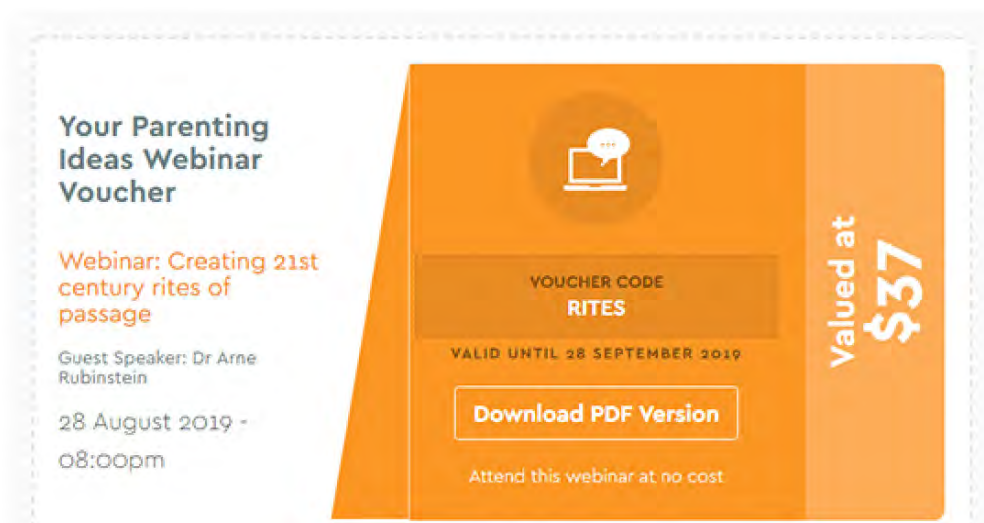 Your Parenting
Ideas Webinar
Voucher
Webinar: Creating 21st
century rites of
passage
Guest Speaker: Dr Arne
Rubinstein
28 August 2019 -
08:00pm
VOUCHER CODE
RITES
VALID UNTIL 28 SEPTEMBER 2019
Download PDF Version
Attend this webinar at no cost
Valued at
$37